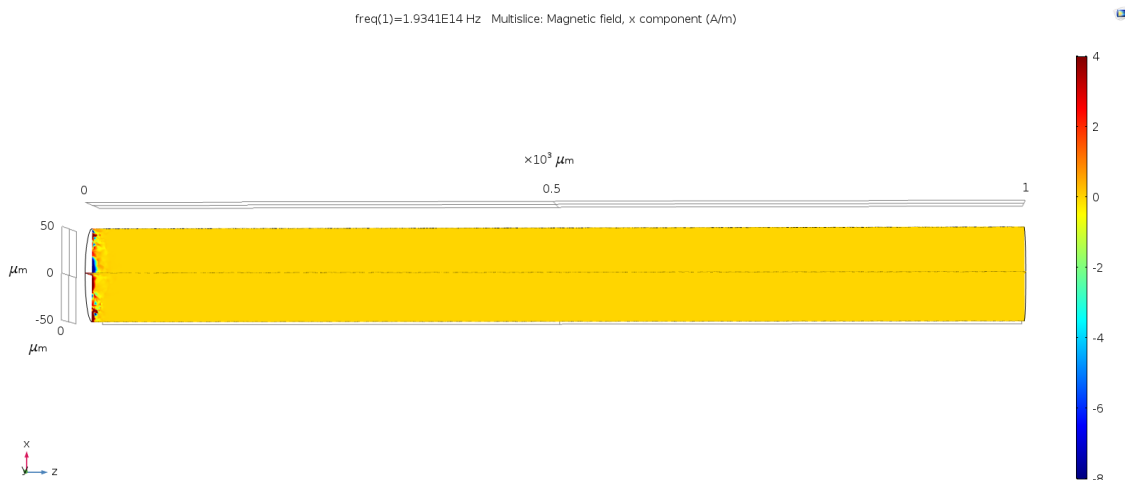 freq(1)=1.9341E14 Hz   Multislice: Magnetic field, x component (A/m)
×10³ μm
0 0.5 1
50
μm 0
-50
0
μm
4
2
0
-2
-4
-6
-8
x
y z